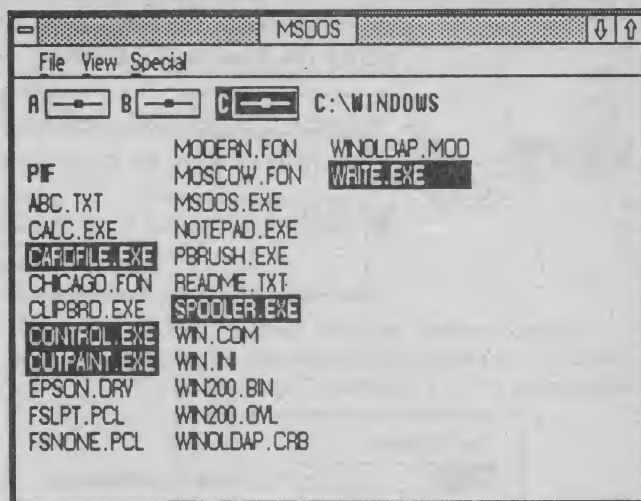 MSDOS
File View Special
A B C C:\WINDOWS
MODERN.FON WINOLDAP.MOD
PIF MOSCOW.FON WRITE.EXE
ABC.TXT MSDOS.EXE
CALC.EXE NOTEPAD.EXE
CARDFILE.EXE PBRUSH.EXE
CHICAGO.FON README.TXT
CLIPBRD.EXE SPOOLER.EXE
CONTROL.EXE WIN.COM
CUTPAINT.EXE WIN.INI
EPSON.DRV WIN200.BIN
FSLPT.PCL WIN200.OVL
FSNONE.PCL WINOLDAP.GRB